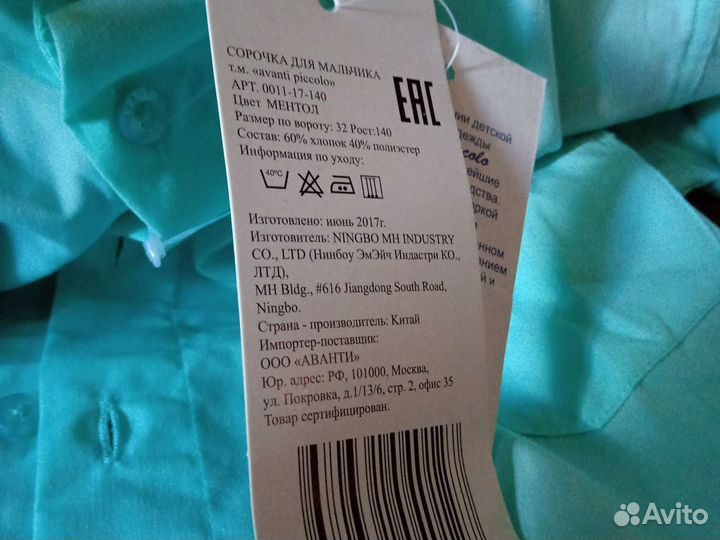 СОРОЧКА ДЛЯ МАЛЬЧИКА
т.м. «avanti piccolo»
АРТ. 0011-17-140
Цвет МЕНТОЛ
Размер по вороту: 32 Рост:140
Состав: 60% хлопок 40% полиэстер
Информация по уходу:
EAC
40°C
Изготовлено: июнь 2017г.
Изготовитель: NINGBO MH INDUSTRY
CO., LTD (Нинбоу ЭмЭйч Индастри КО.,
ЛТД),
MH Bldg., #616 Jiangdong South Road,
Ningbo.
Страна - производитель: Китай
Импортер-поставщик:
ООО «АВАНТИ»
Юр. адрес: РФ, 101000, Москва,
ул. Покровка, д.1/13/6, стр. 2, офис 35
Товар сертифицирован.
детской
Avito